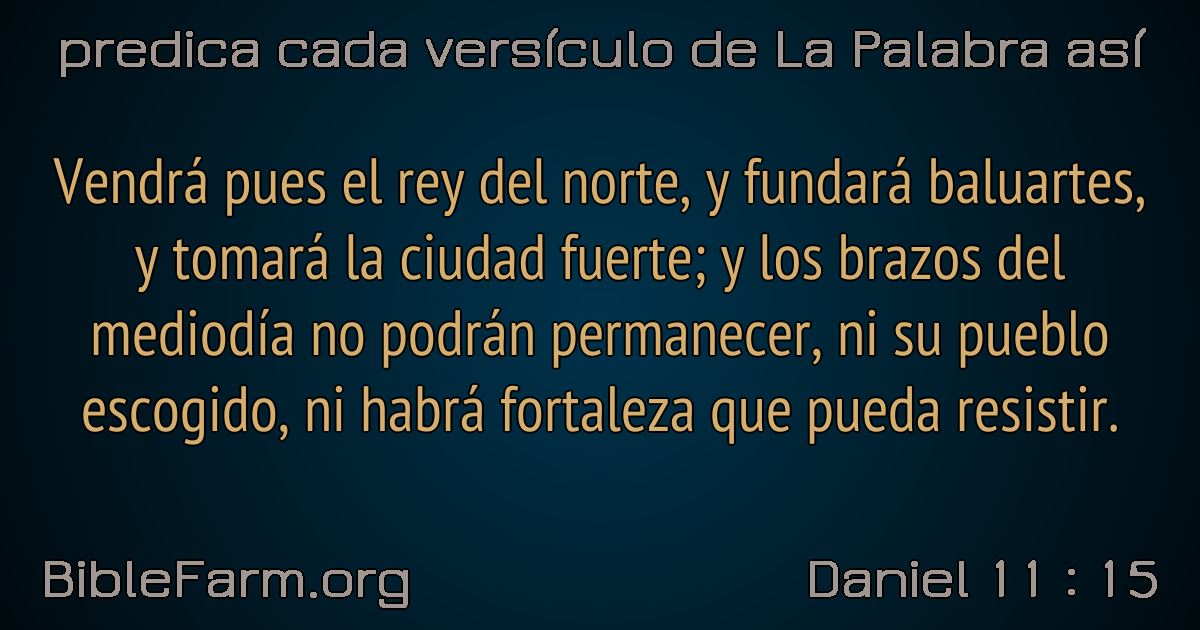 predica cada versículo de La Palabra así
Vendrá pues el rey del norte, y fundará baluartes,
y tomará la ciudad fuerte; y los brazos del
mediodía no podrán permanecer, ni su pueblo
escogido, ni habrá fortaleza que pueda resistir.
BibleFarm.org
Daniel 11 : 15